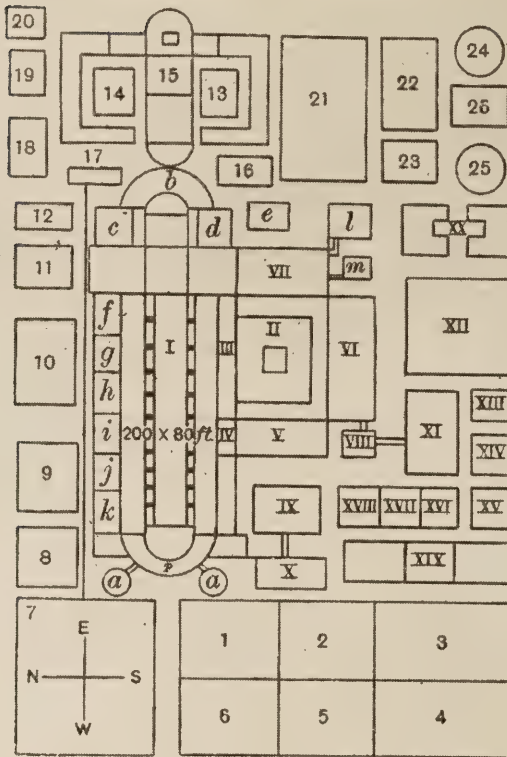 20 24
19 14 15 13 21 22 26
18 23 25
17 b 16
12 c d e l XX
11 VII m
f I III II VI XII
10 g
h XIII
i 200 X 80 ft. IV V. VIII XI XIV
9 j
k IX XVIII XVII XVI XV
8 p X XIX
a a
7 E 1 2 3
N S
W 6 5 4